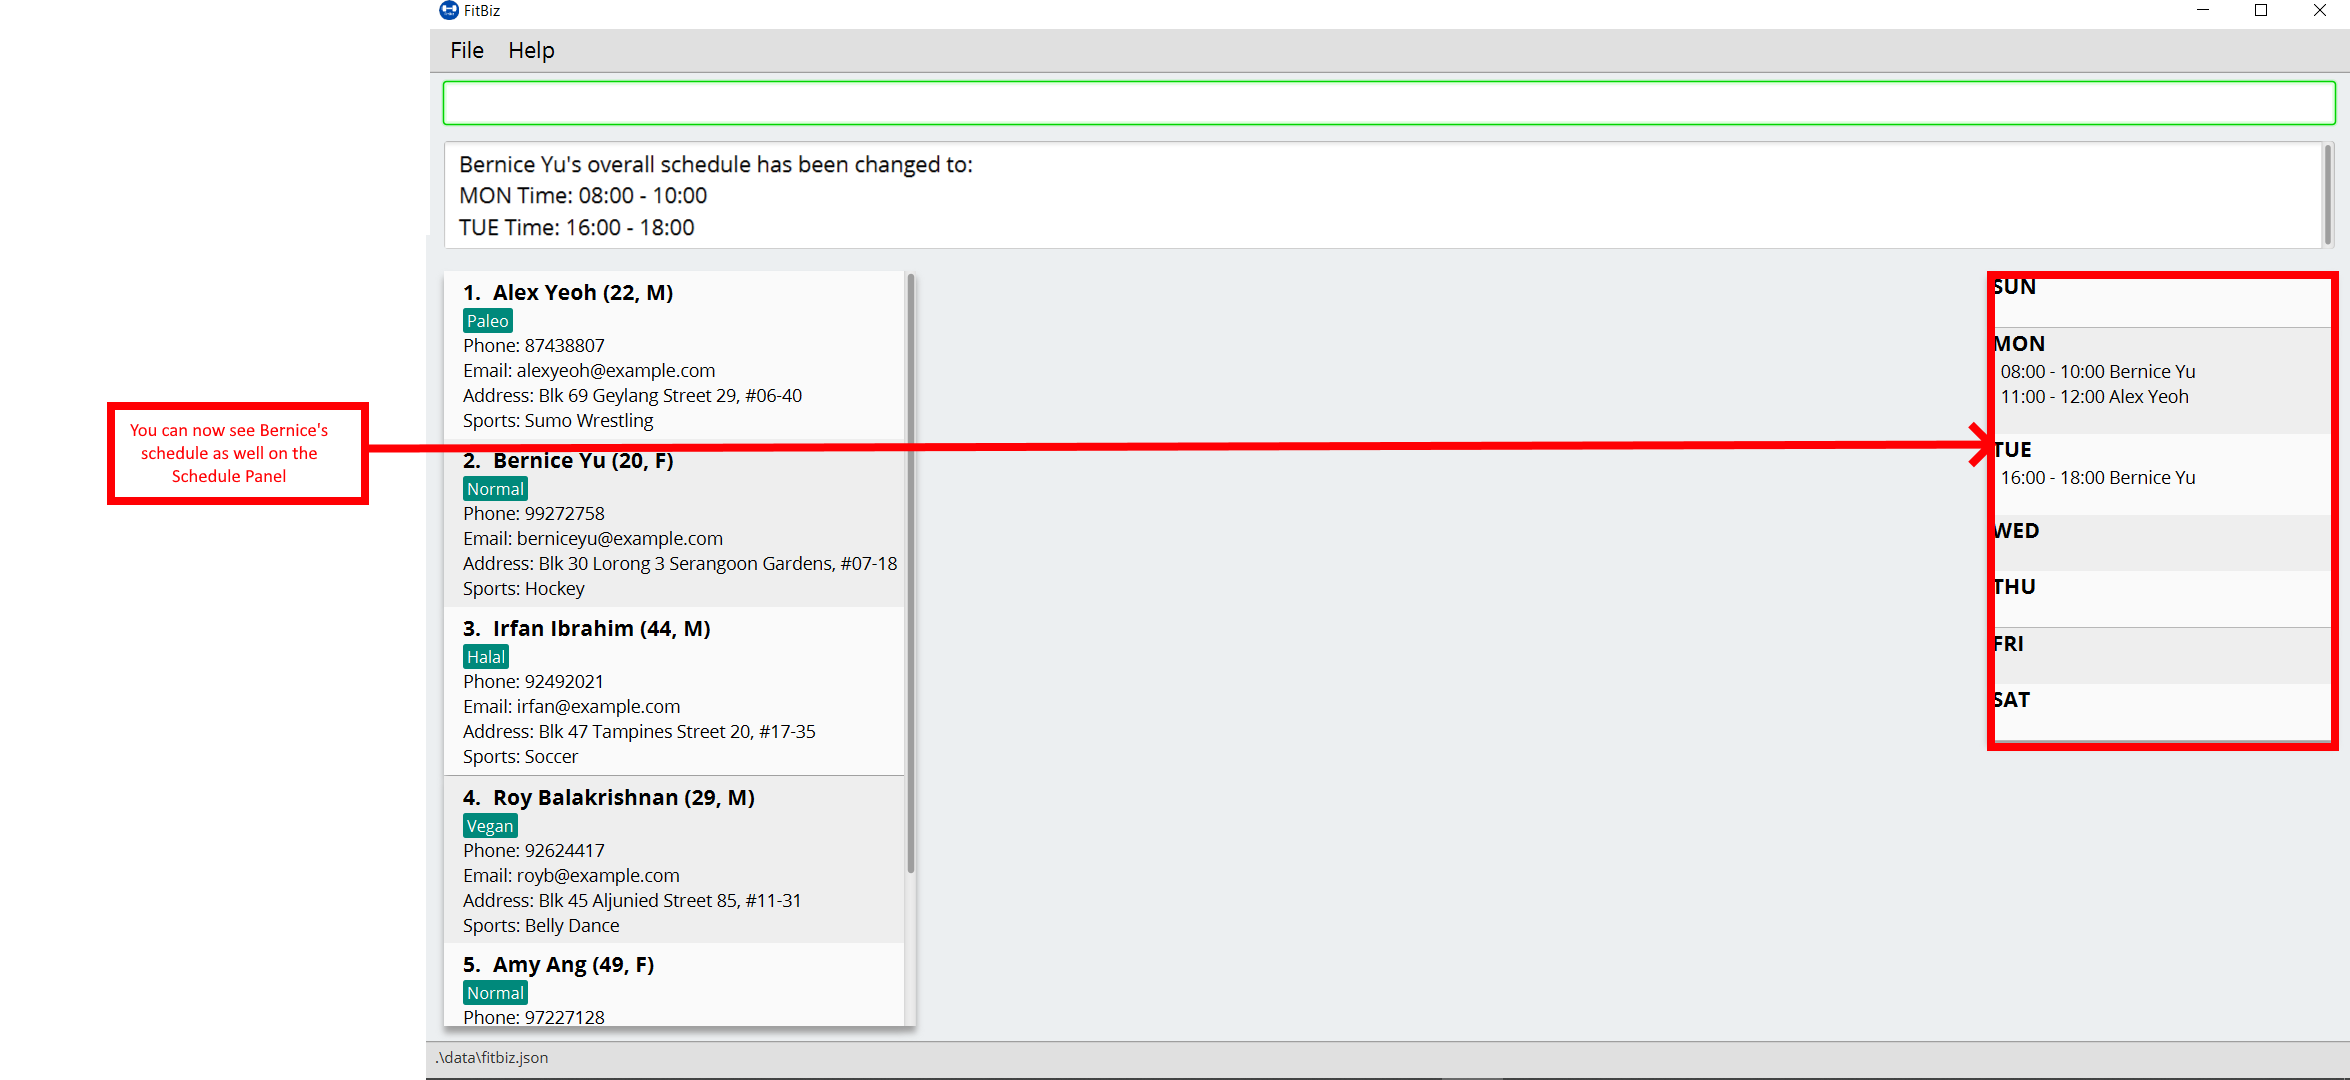 FitBiz
File Help
Bernice Yu's overall schedule has been changed to:
MON Time: 08:00 - 10:00
TUE Time: 16:00 - 18:00
You can now see Bernice's
schedule as well on the
Schedule Panel
1. Alex Yeoh (22, M)
Paleo
Phone: 87438807
Email: alexyeoh@example.com
Address: Blk 69 Geylang Street 29, #06-40
Sports: Sumo Wrestling
2. Bernice Yu (20, F)
Normal
Phone: 99272758
Email: berniceyu@example.com
Address: Blk 30 Lorong 3 Serangoon Gardens, #07-18
Sports: Hockey
3. Irfan Ibrahim (44, M)
Halal
Phone: 92492021
Email: irfan@example.com
Address: Blk 47 Tampines Street 20, #17-35
Sports: Soccer
4. Roy Balakrishnan (29, M)
Vegan
Phone: 92624417
Email: royb@example.com
Address: Blk 45 Aljunied Street 85, #11-31
Sports: Belly Dance
5. Amy Ang (49, F)
Normal
Phone: 97227128
SUN
MON
08:00 - 10:00 Bernice Yu
11:00 - 12:00 Alex Yeoh
TUE
16:00 - 18:00 Bernice Yu
WED
THU
FRI
SAT
.\data\fitbiz.json